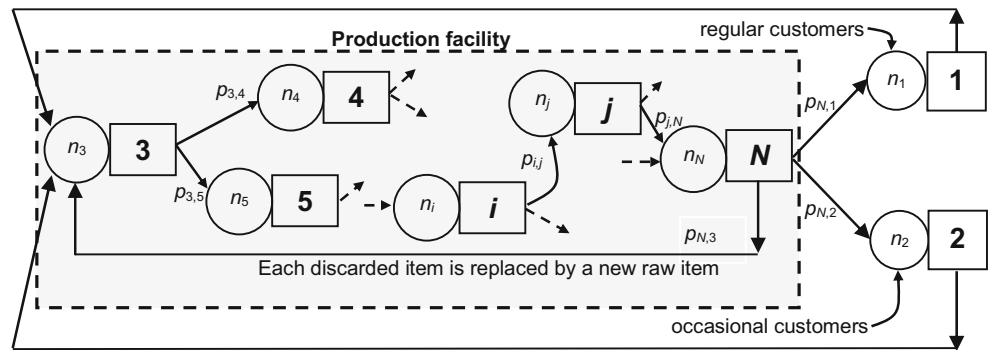 regular customers
Production facility
n1 1
pN,1
p3,4 n4 4
nj j
pj,N
n3 3
nN N
pi,j
p3,5 n5 5
ni i
pN,2
pN,3
n2 2
Each discarded item is replaced by a new raw item
occasional customers